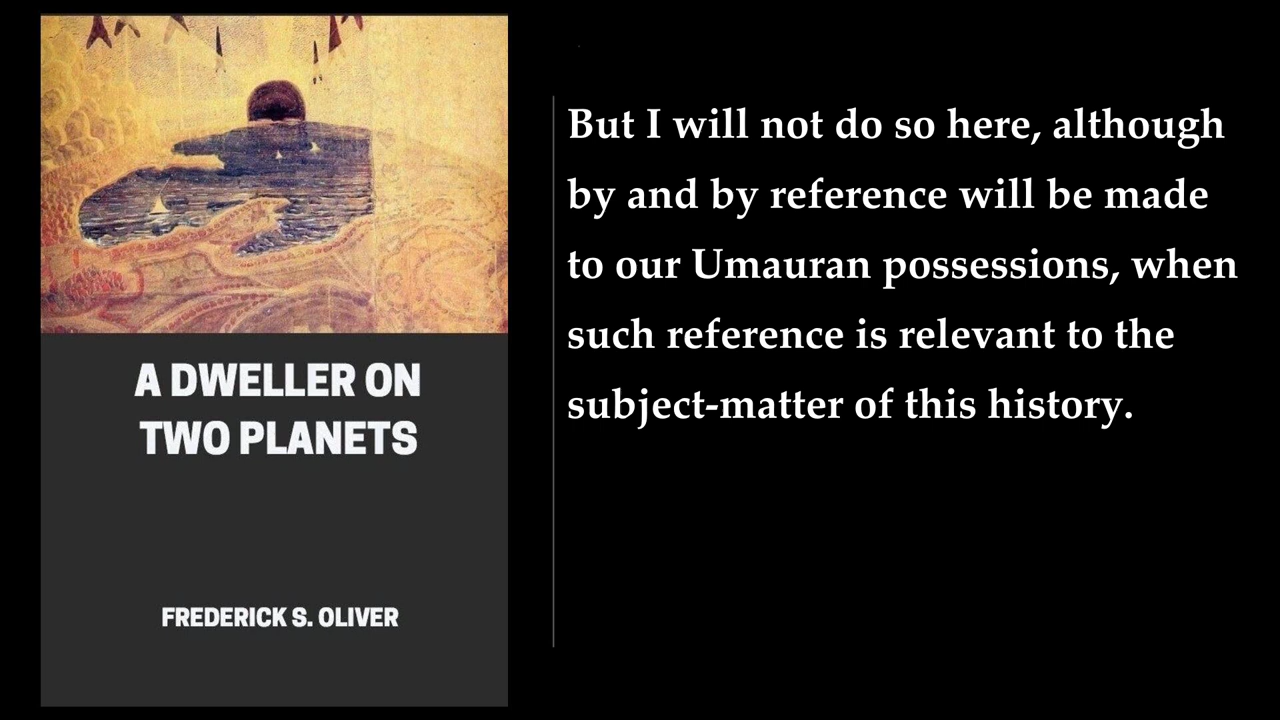 A DWELLER ON
TWO PLANETS
FREDERICK S. OLIVER
But I will not do so here, although
by and by reference will be made
to our Umauran possessions, when
such reference is relevant to the
subject-matter of this history.